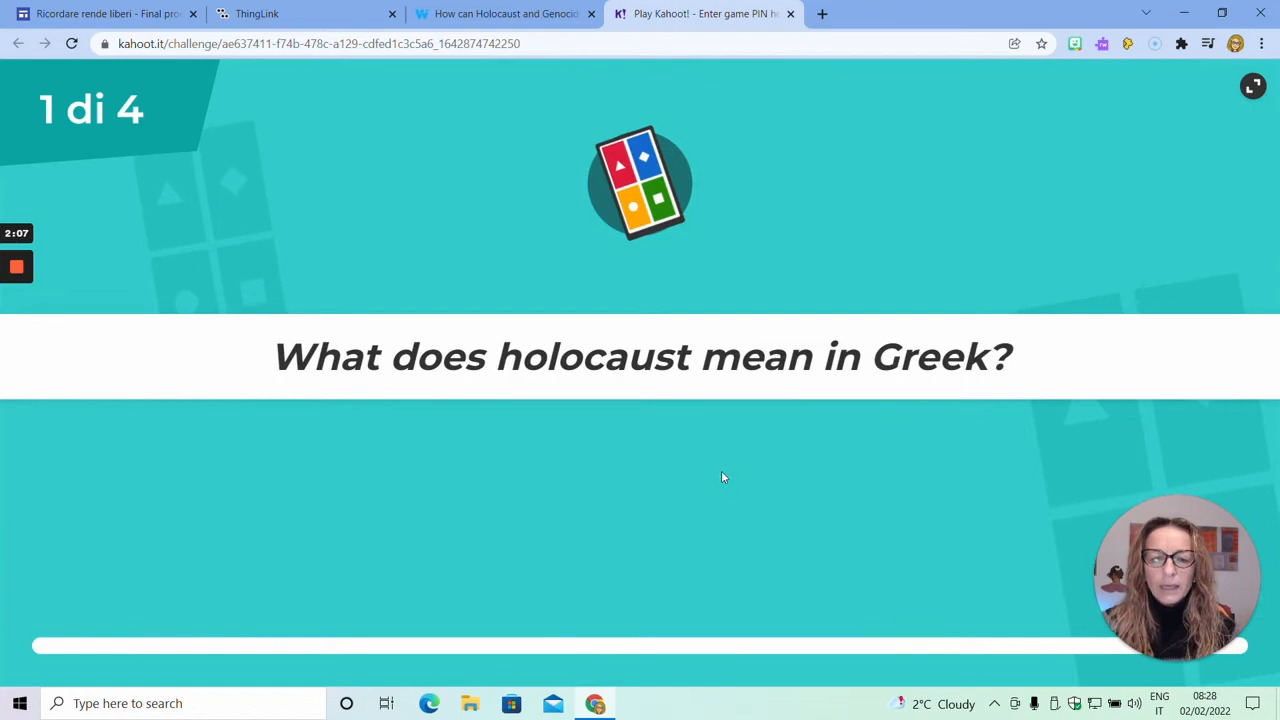 Ricordare rende liberi - Final pro
ThingLink
How can Holocaust and Genocid
K! Play Kahoot! - Enter game PIN h
kahoot.it/challenge/ae637411-f74b-478c-a129-cdfed1c3c5a6_1642874742250
1 di 4
2:07
What does holocaust mean in Greek?
Type here to search
2°C Cloudy
ENG
IT
08:28
02/02/2022